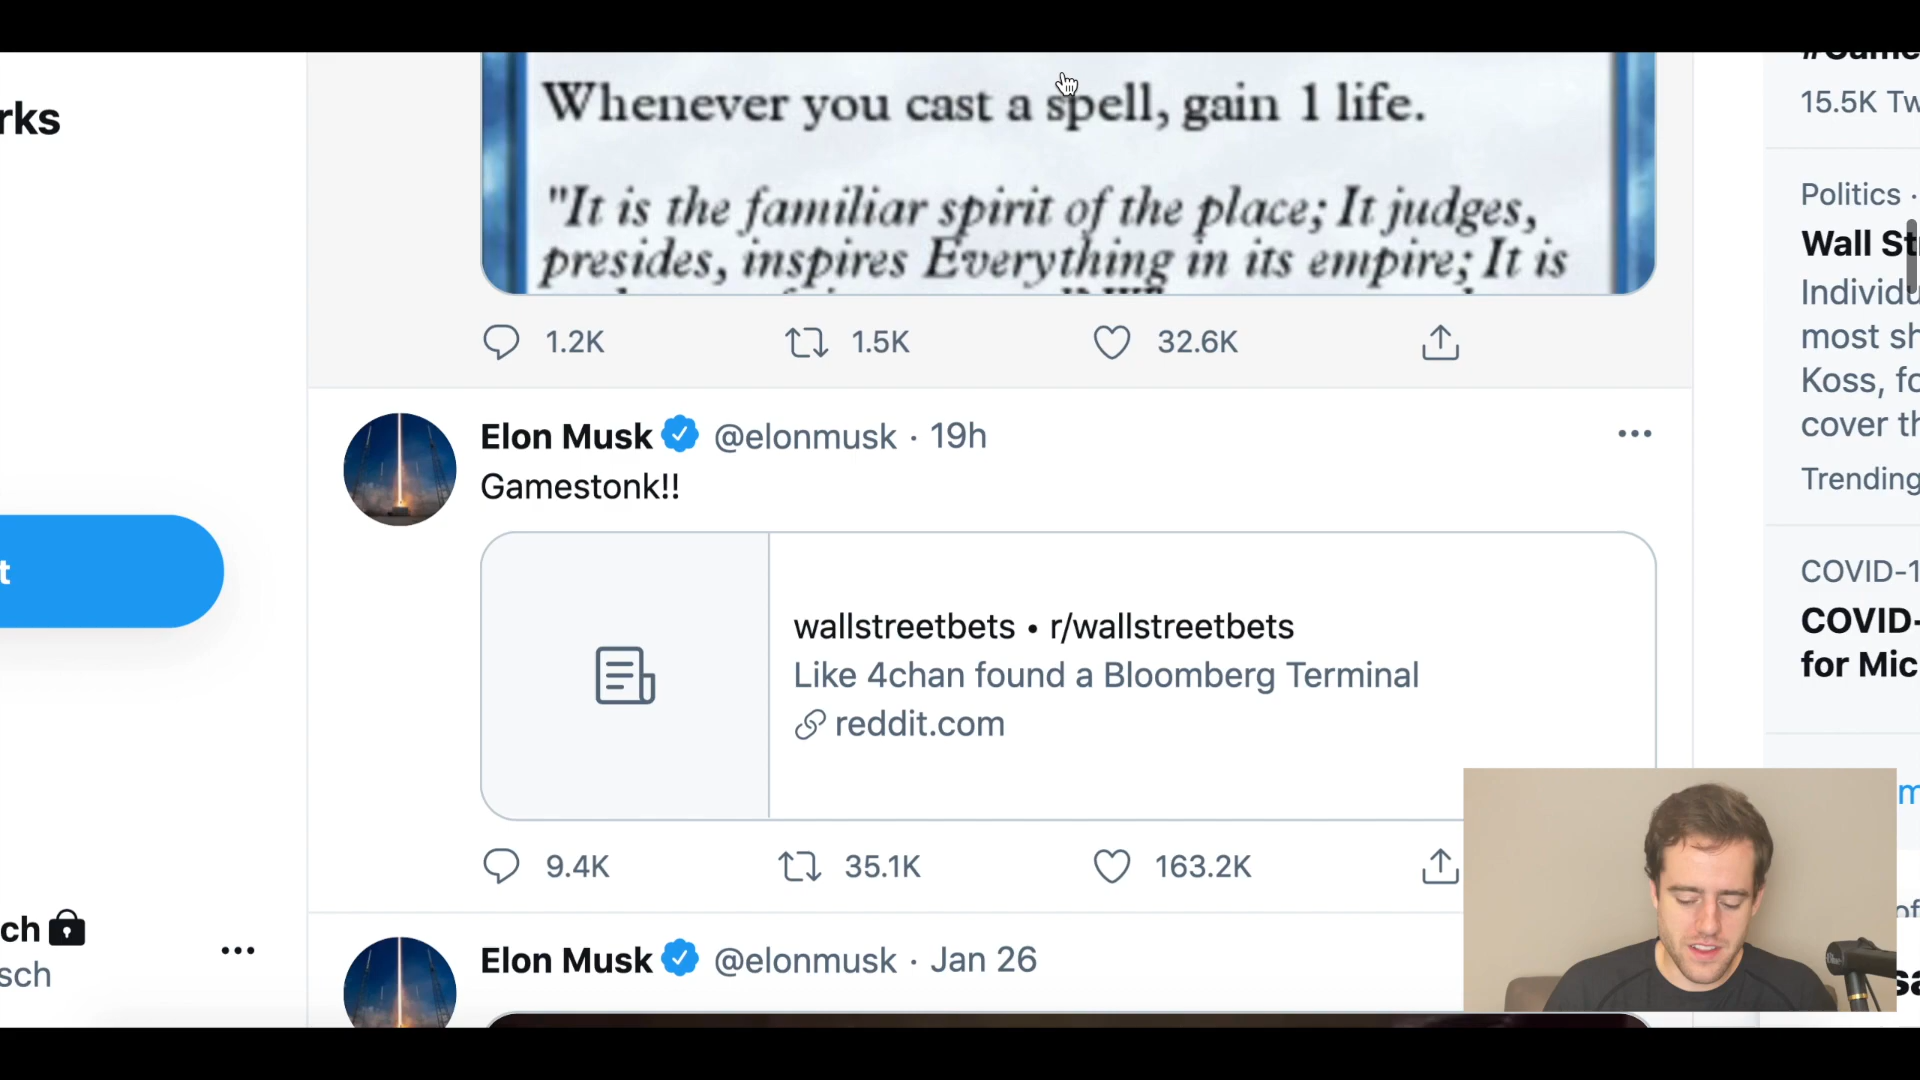 rks
Whenever you cast a spell, gain 1 life.
"It is the familiar spirit of the place; It judges,
presides, inspires Everything in its empire; It is
1.2K 1.5K 32.6K
Elon Musk @elonmusk · 19h
Gamestonk!!
wallstreetbets • r/wallstreetbets
Like 4chan found a Bloomberg Terminal
reddit.com
9.4K 35.1K 163.2K
Elon Musk @elonmusk · Jan 26
t
ch
sch
15.5K Tw
Politics ·
Wall St
Individu
most sh
Koss, fo
cover th
Trending
COVID-1
COVID-
for Mic